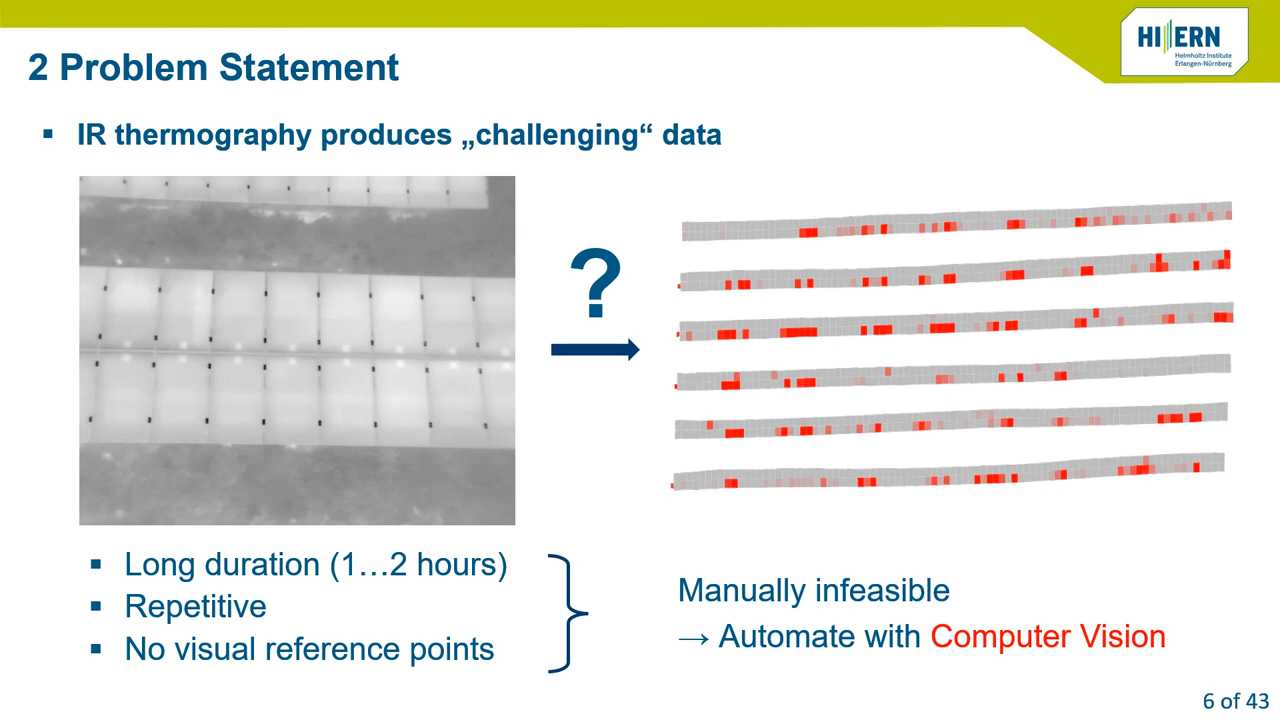 HI ERN
Helmholtz Institute
Erlangen-Nürnberg
2 Problem Statement
▪ IR thermography produces „challenging“ data
?
▪ Long duration (1…2 hours)
▪ Repetitive
▪ No visual reference points
Manually infeasible
→ Automate with Computer Vision
6 of 43